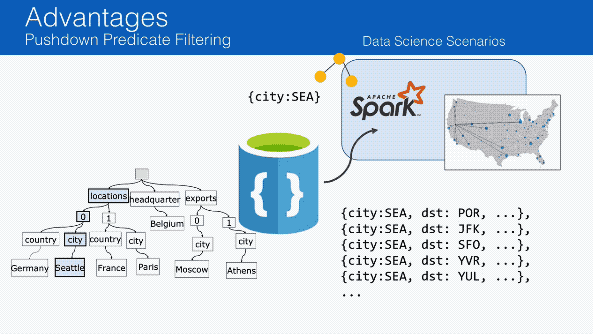 Advantages
Pushdown Predicate Filtering
Data Science Scenarios
{city:SEA}
APACHE
Spark™
{ }
locations
headquarter
exports
0
1
Belgium
0
1
country
city
country
city
city
city
Germany
Seattle
France
Paris
Moscow
Athens
{city:SEA, dst: POR, ...},
{city:SEA, dst: JFK, ...},
{city:SEA, dst: SFO, ...},
{city:SEA, dst: YVR, ...},
{city:SEA, dst: YUL, ...},
...